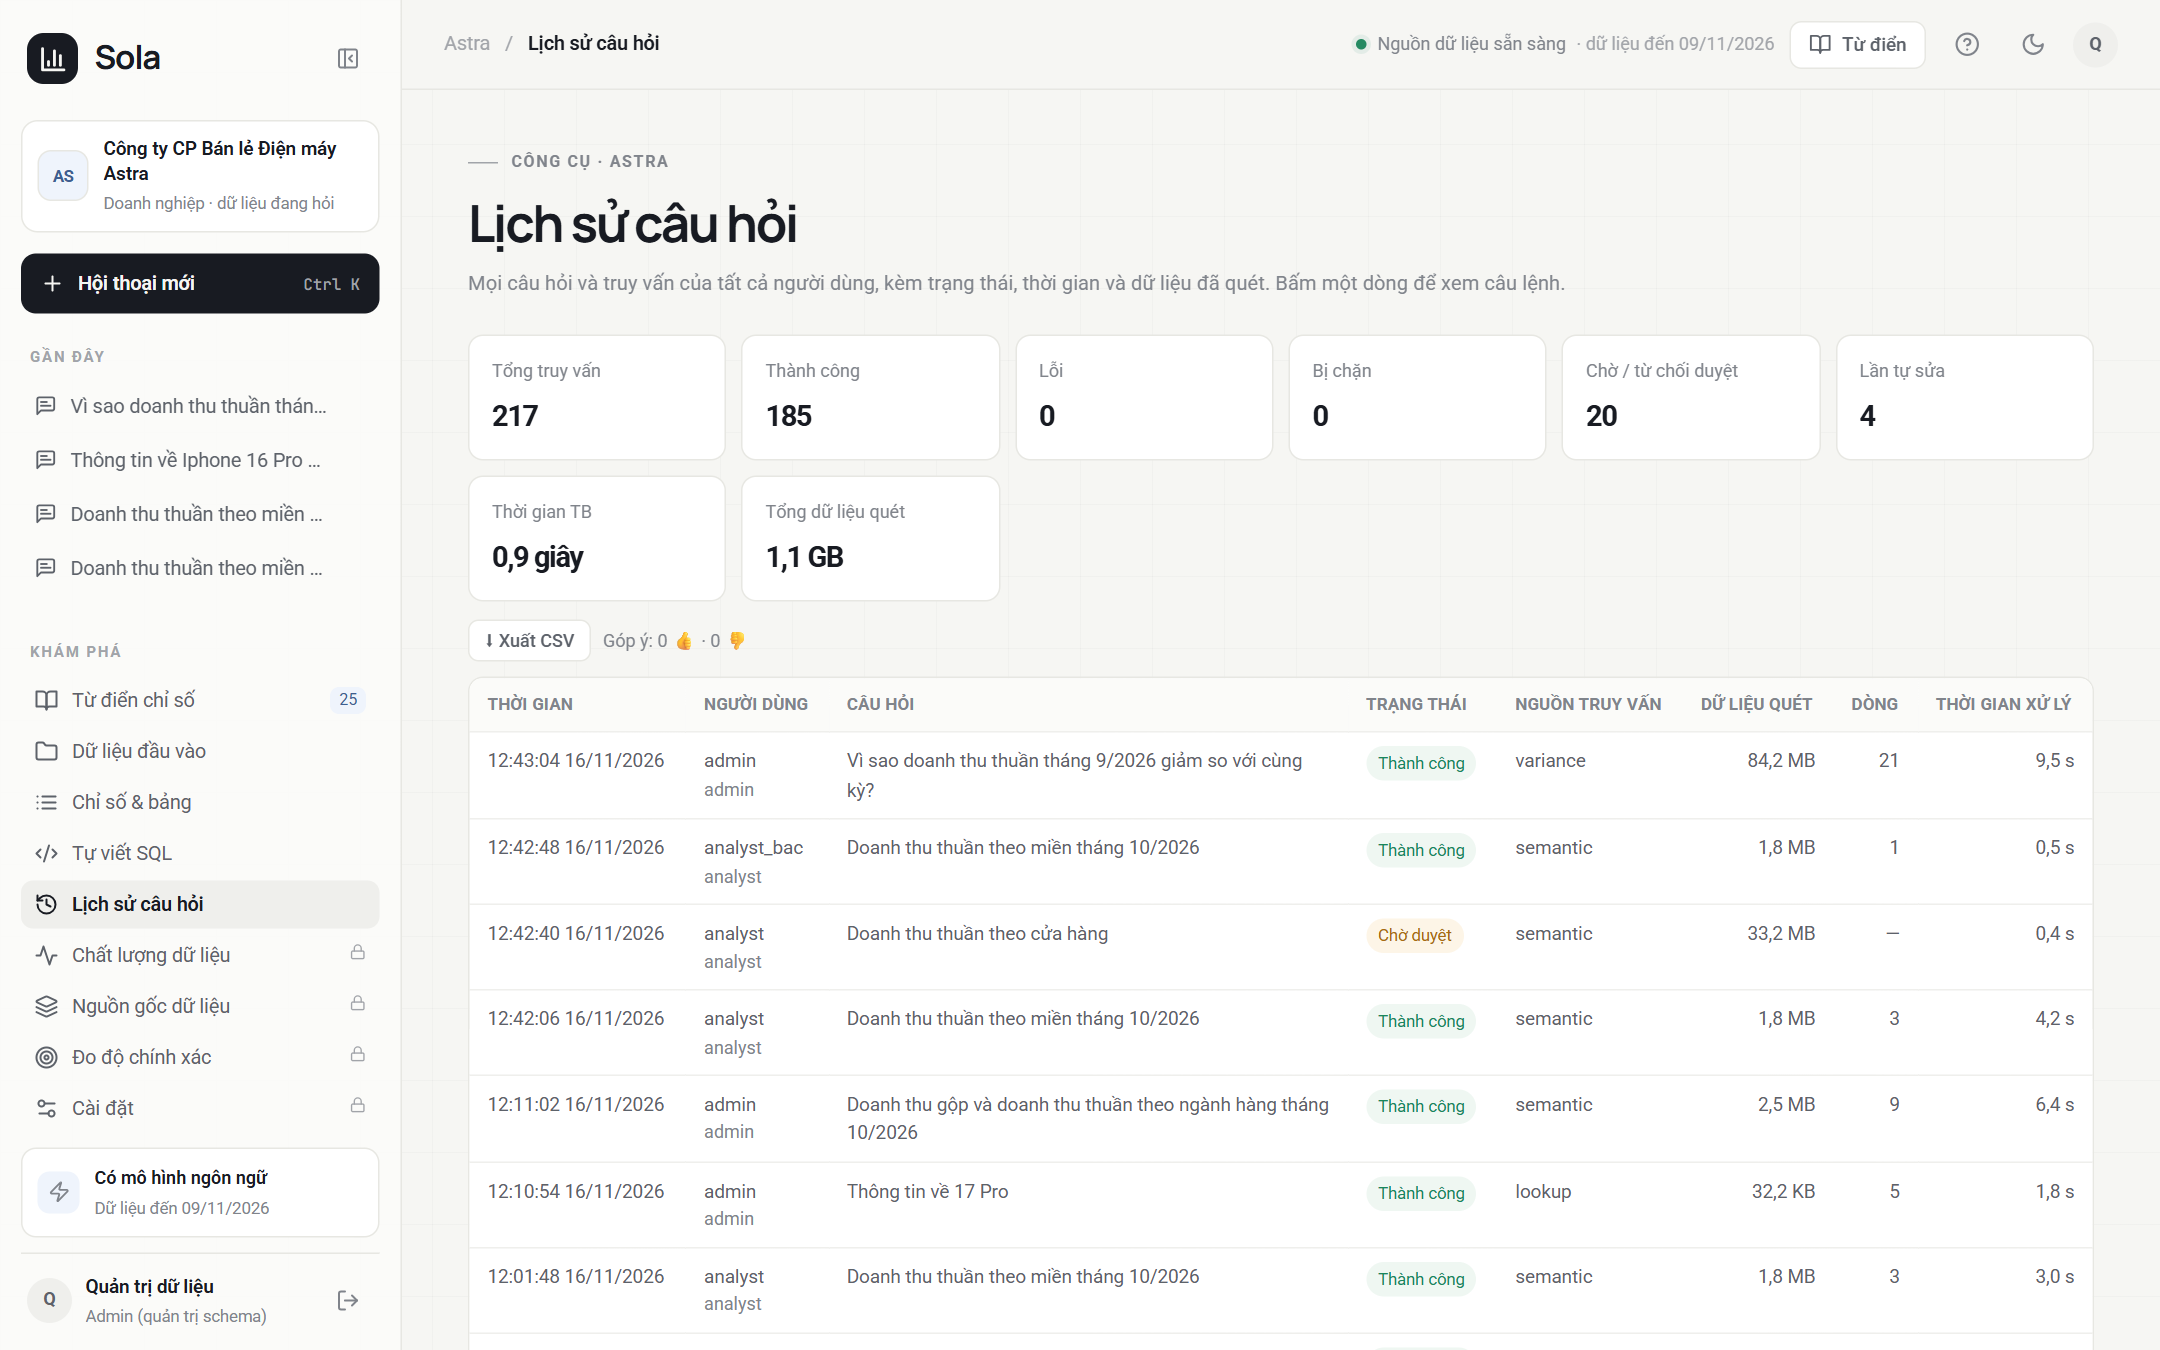 Sola
Công ty CP Bán lẻ Điện máy
Astra
AS
Doanh nghiệp · dữ liệu đang hỏi
Hội thoại mới
Ctrl K
GẦN ĐÂY
Vì sao doanh thu thuần thán...
Thông tin về Iphone 16 Pro ...
Doanh thu thuần theo miền ...
Doanh thu thuần theo miền ...
KHÁM PHÁ
Từ điển chỉ số 25
Dữ liệu đầu vào
Chỉ số & bảng
Tự viết SQL
Lịch sử câu hỏi
Chất lượng dữ liệu
Nguồn gốc dữ liệu
Đo độ chính xác
Cài đặt
Có mô hình ngôn ngữ
Dữ liệu đến 09/11/2026
Q
Quản trị dữ liệu
Admin (quản trị schema)
Astra / Lịch sử câu hỏi
Nguồn dữ liệu sẵn sàng · dữ liệu đến 09/11/2026
Từ điển
Q
CÔNG CỤ · ASTRA
Lịch sử câu hỏi
Mọi câu hỏi và truy vấn của tất cả người dùng, kèm trạng thái, thời gian và dữ liệu đã quét. Bấm một dòng để xem câu lệnh.
Tổng truy vấn
217
Thành công
185
Lỗi
0
Bị chặn
0
Chờ / từ chối duyệt
20
Lần tự sửa
4
Thời gian TB
0,9 giây
Tổng dữ liệu quét
1,1 GB
⭳ Xuất CSV
Góp ý: 0 👍 · 0 👎
THỜI GIAN NGƯỜI DÙNG CÂU HỎI TRẠNG THÁI NGUỒN TRUY VẤN DỮ LIỆU QUÉT DÒNG THỜI GIAN XỬ LÝ
12:43:04 16/11/2026 admin Vì sao doanh thu thuần tháng 9/2026 giảm so với cùng Thành công variance 84,2 MB 21 9,5 s
admin kỳ?
12:42:48 16/11/2026 analyst_bac Doanh thu thuần theo miền tháng 10/2026 Thành công semantic 1,8 MB 1 0,5 s
analyst
12:42:40 16/11/2026 analyst Doanh thu thuần theo cửa hàng Chờ duyệt semantic 33,2 MB — 0,4 s
analyst
12:42:06 16/11/2026 analyst Doanh thu thuần theo miền tháng 10/2026 Thành công semantic 1,8 MB 3 4,2 s
analyst
12:11:02 16/11/2026 admin Doanh thu gộp và doanh thu thuần theo ngành hàng tháng Thành công semantic 2,5 MB 9 6,4 s
admin 10/2026
12:10:54 16/11/2026 admin Thông tin về 17 Pro Thành công lookup 32,2 KB 5 1,8 s
admin
12:01:48 16/11/2026 analyst Doanh thu thuần theo miền tháng 10/2026 Thành công semantic 1,8 MB 3 3,0 s
analyst